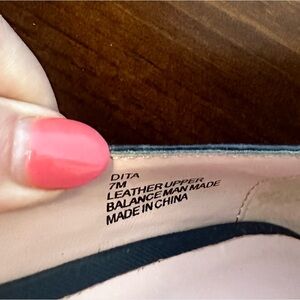 DITA
7M
LEATHER UPPER
BALANCE MAN MADE
MADE IN CHINA